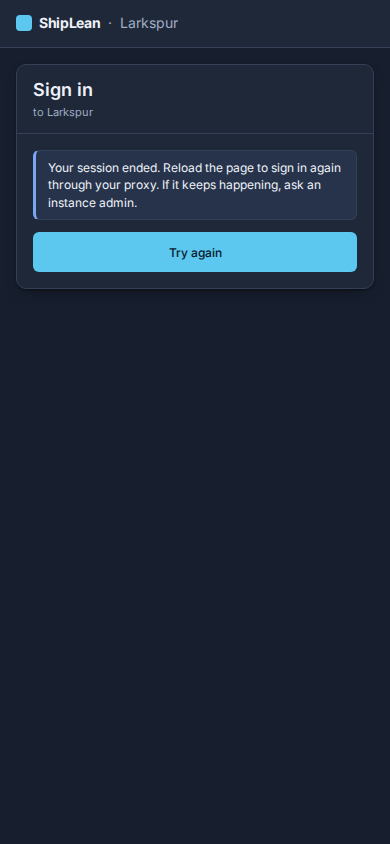 ShipLean · Larkspur
Sign in
to Larkspur
Your session ended. Reload the page to sign in again
through your proxy. If it keeps happening, ask an
instance admin.
Try again